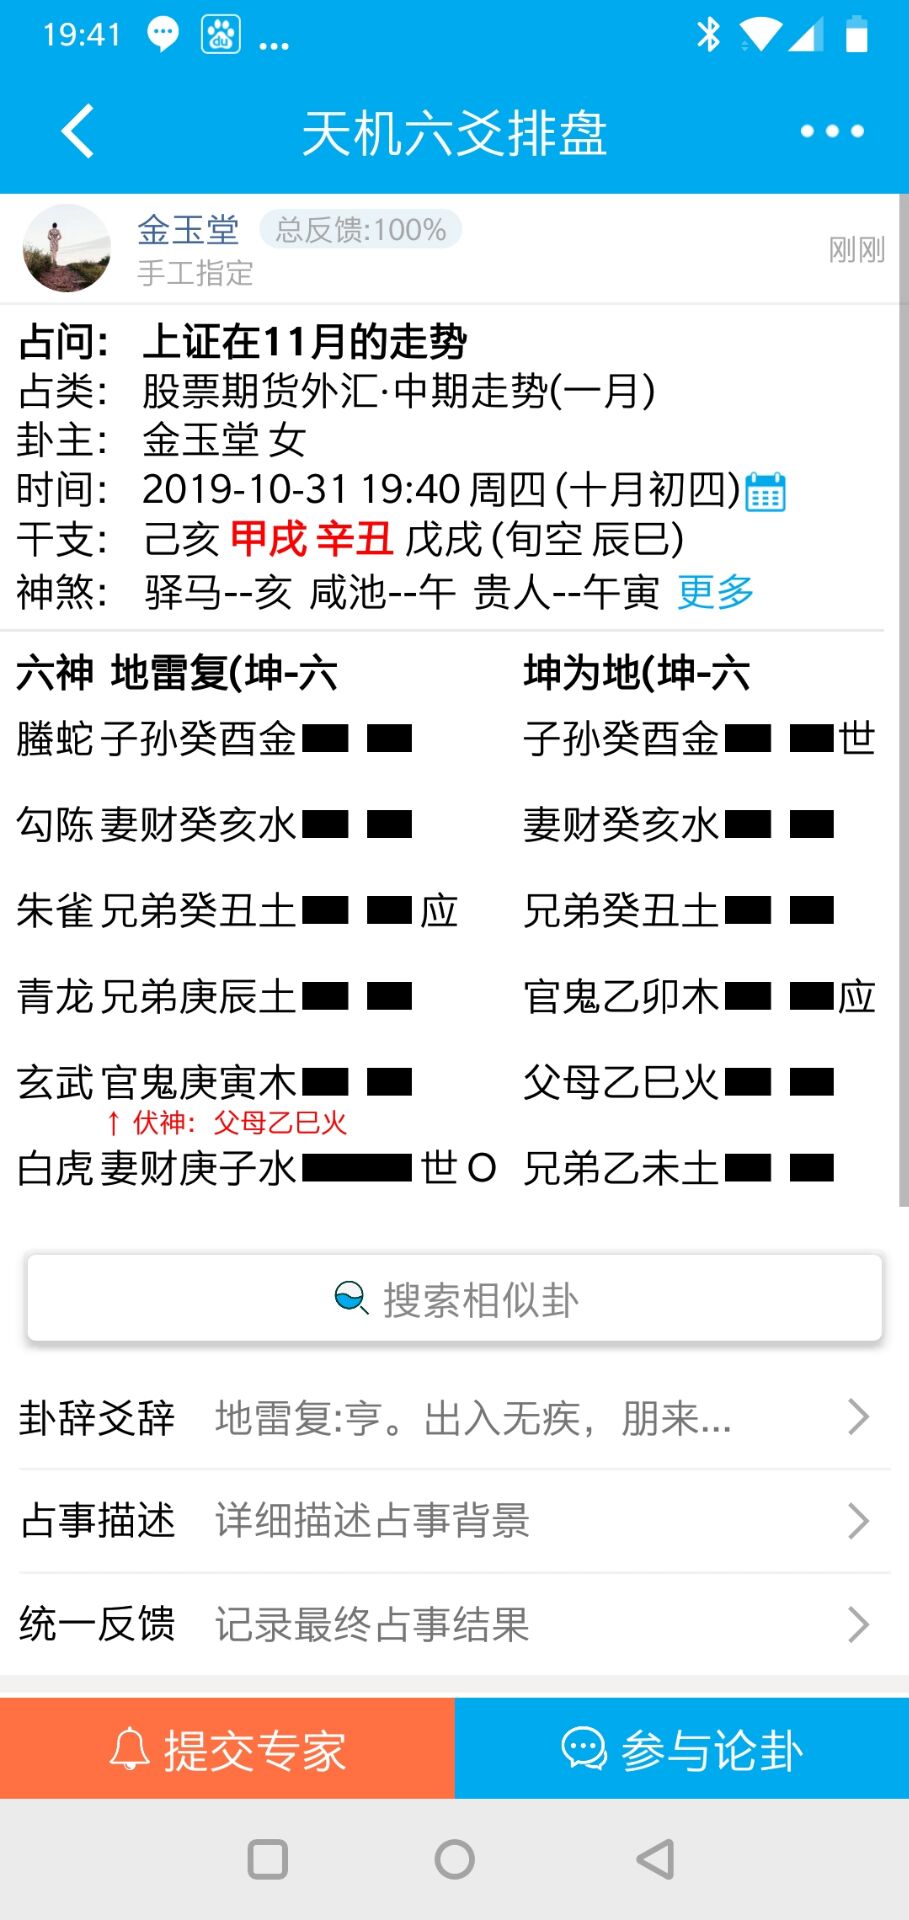 19:41
du
天机六爻排盘
金玉堂 总反馈:100%
手工指定
刚刚
占问： 上证在11月的走势
占类： 股票期货外汇·中期走势(一月)
卦主： 金玉堂 女
时间： 2019-10-31 19:40 周四 (十月初四)
干支： 己亥 甲戌 辛丑 戊戌 (旬空 辰巳)
神煞： 驿马--亥 咸池--午 贵人--午寅 更多
六神 地雷复(坤-六 坤为地(坤-六
螣蛇 子孙癸酉金 子孙癸酉金 世
勾陈 妻财癸亥水 妻财癸亥水
朱雀 兄弟癸丑土 应 兄弟癸丑土
青龙 兄弟庚辰土 官鬼乙卯木 应
玄武 官鬼庚寅木 父母乙巳火
↑ 伏神： 父母乙巳火
白虎 妻财庚子水 世 O 兄弟乙未土
搜索相似卦
卦辞爻辞 地雷复:亨。出入无疾，朋来...
占事描述 详细描述占事背景
统一反馈 记录最终占事结果
提交专家 参与论卦